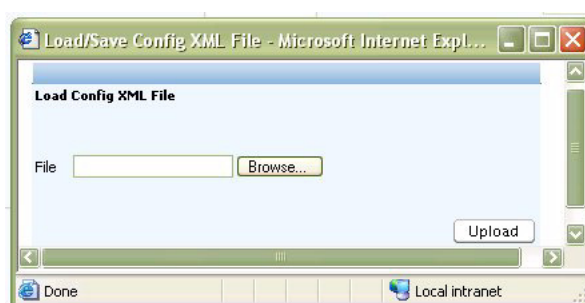 Load/Save Config XML File - Microsoft Internet Expl...
Load Config XML File
File Browse...
Upload
Done Local intranet